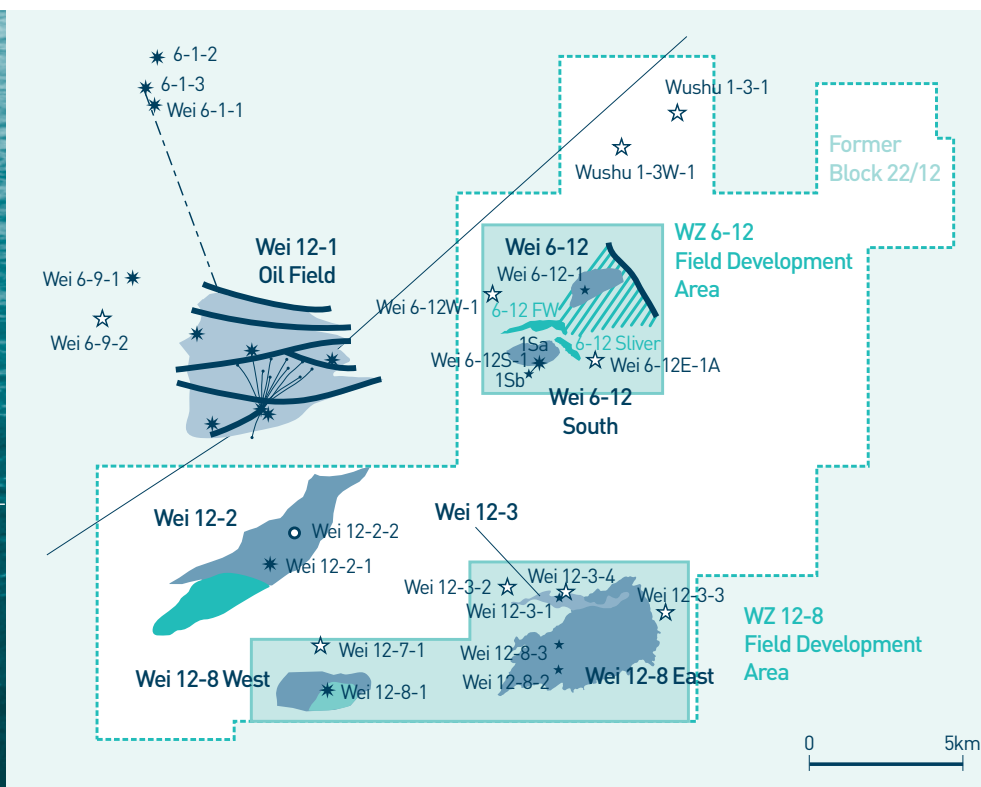 6-1-2
6-1-3
Wei 6-1-1
Wushu 1-3-1
Wushu 1-3W-1
Former
Block 22/12
Wei 12-1
Oil Field
Wei 6-9-1
Wei 6-9-2
Wei 6-12
Wei 6-12-1
WZ 6-12
Field Development
Area
Wei 6-12W-1
6-12 FW
6-12 Sliver
1Sa
Wei 6-12S-1
1Sb
Wei 6-12E-1A
Wei 6-12
South
Wei 12-2
Wei 12-2-2
Wei 12-2-1
Wei 12-3
Wei 12-3-2
Wei 12-3-4
Wei 12-3-1
Wei 12-3-3
WZ 12-8
Field Development
Area
Wei 12-7-1
Wei 12-8-3
Wei 12-8 West
Wei 12-8-1
Wei 12-8-2
Wei 12-8 East
0
5km